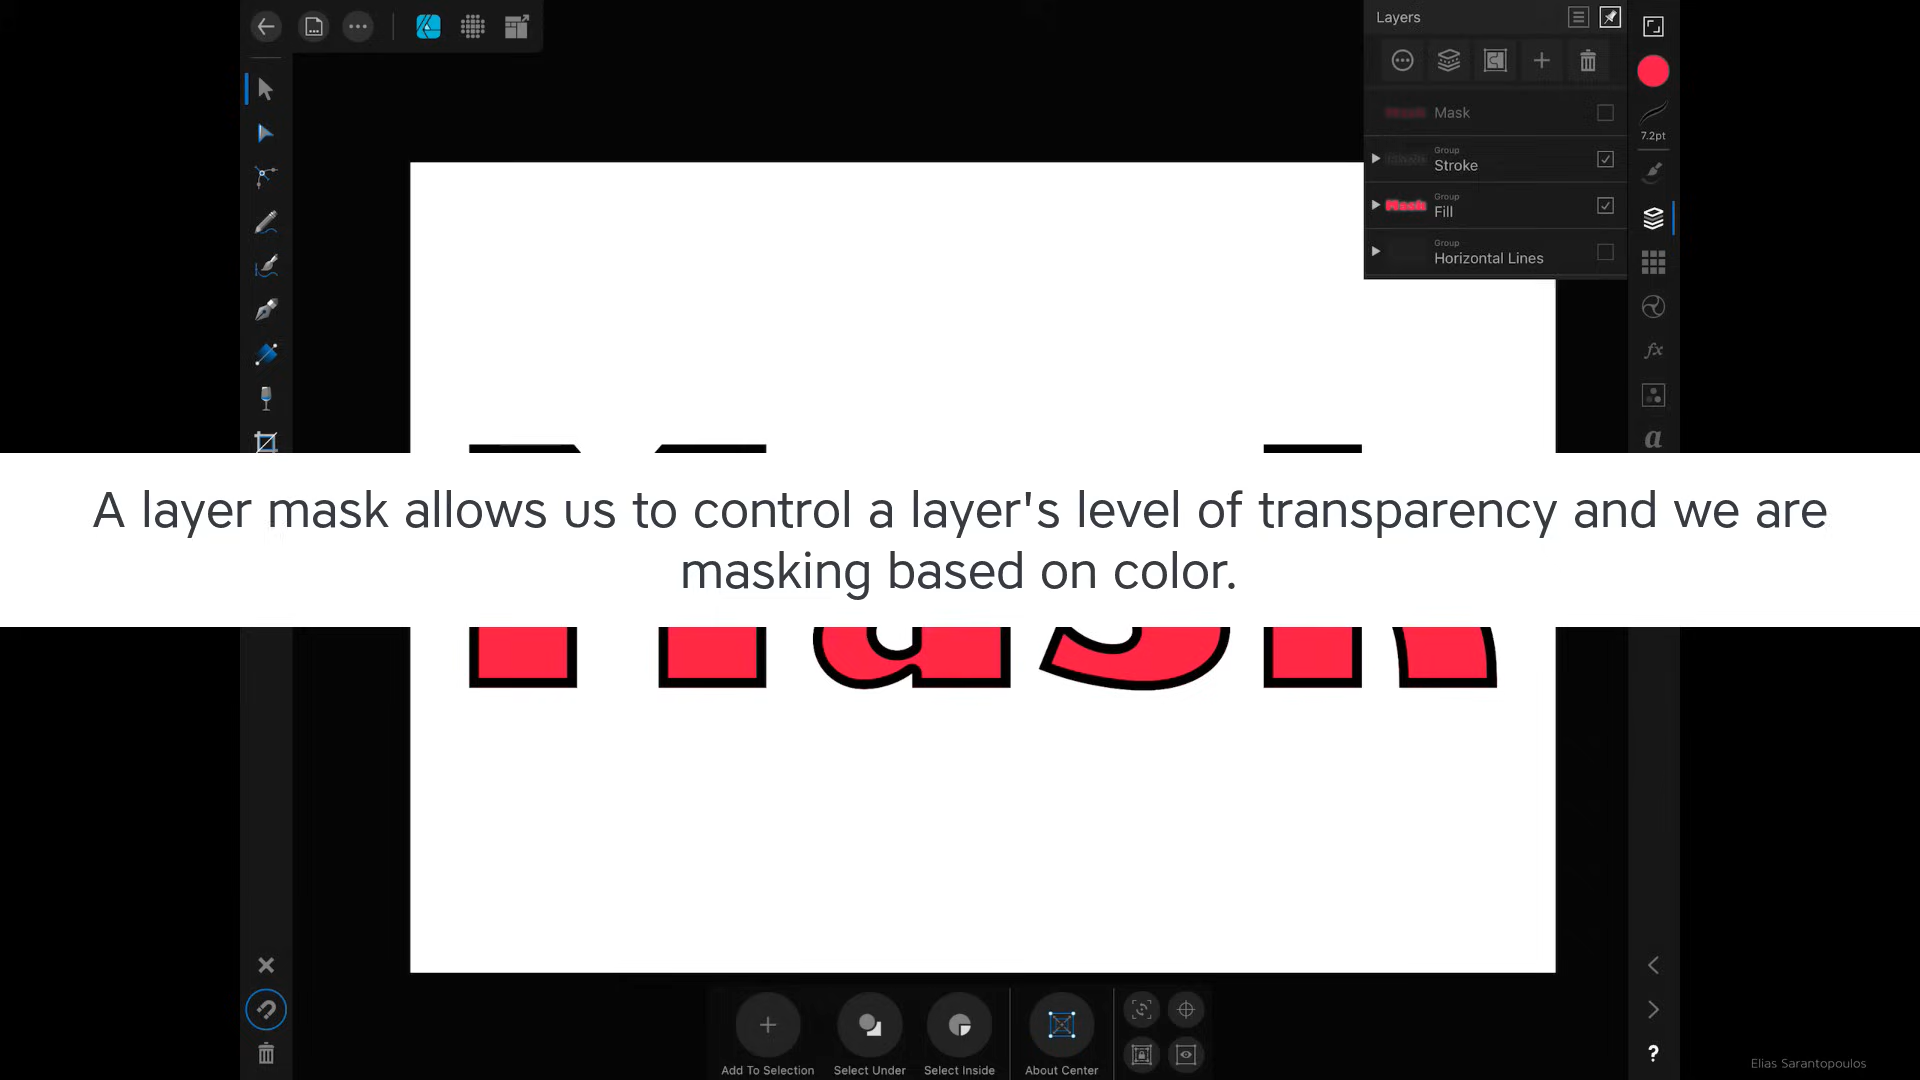 Layers
Mask
Group
Stroke
Group
Fill
Group
Horizontal Lines
7.2pt
fx
a
A layer mask allows us to control a layer's level of transparency and we are
masking based on color.
Mask
Add To Selection
Select Under
Select Inside
About Center
?
Elias Sarantopoulos